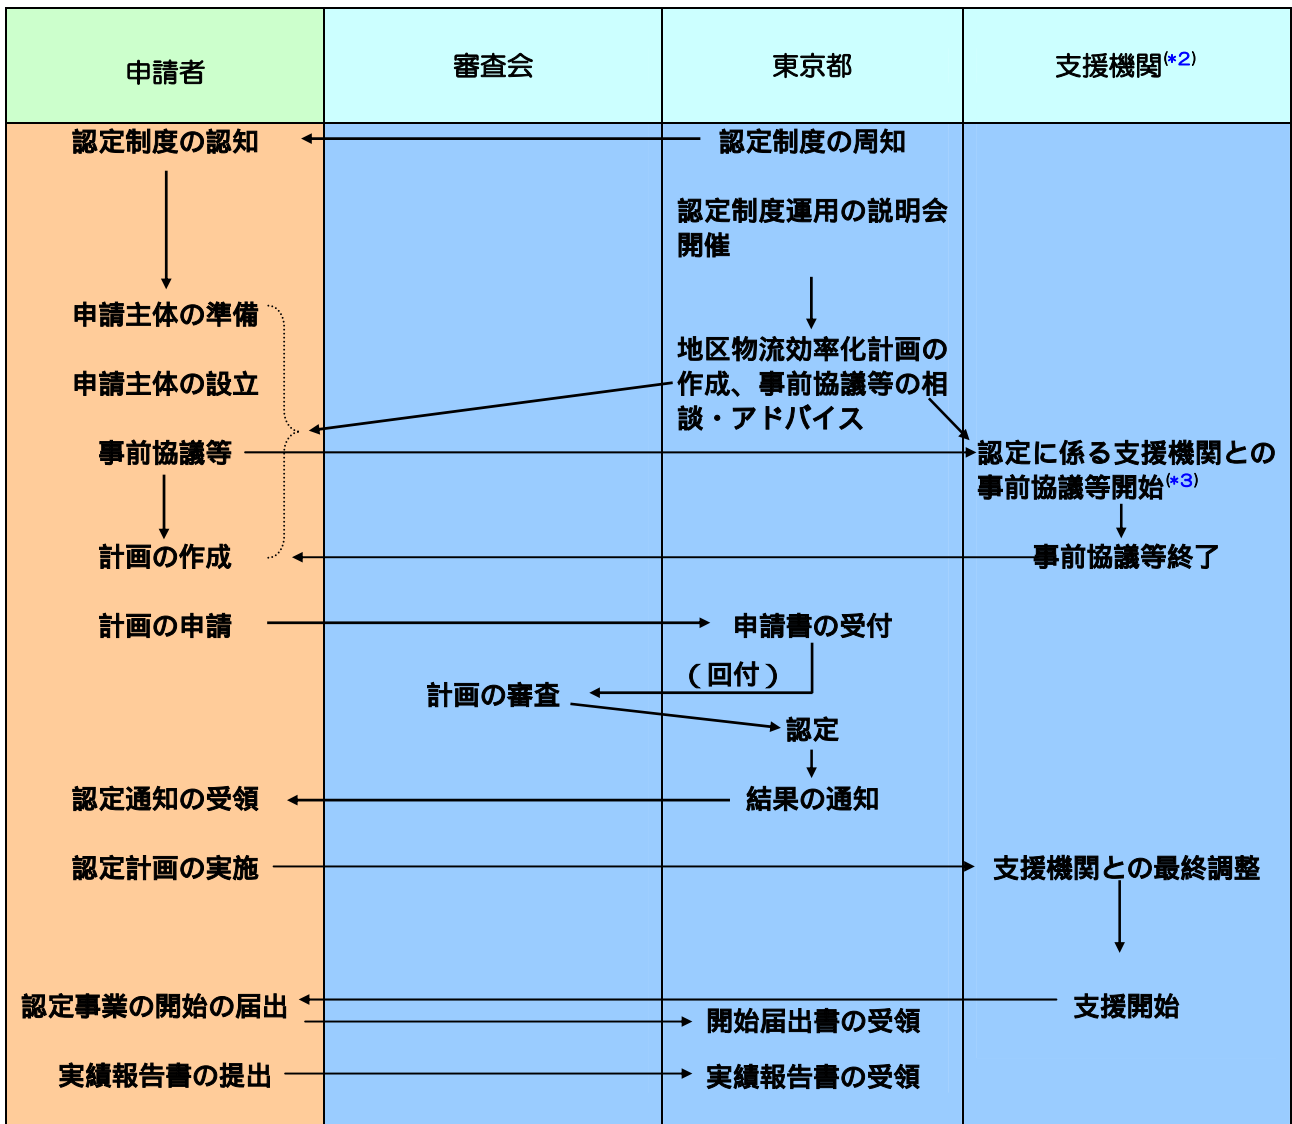 申請者
審査会
東京都
支援機関(*2)
認定制度の認知
認定制度の周知
認定制度運用の説明会
開催
申請主体の準備
地区物流効率化計画の
作成、事前協議等の相
談・アドバイス
申請主体の設立
事前協議等
認定に係る支援機関との
事前協議等開始(*3)
計画の作成
事前協議等終了
計画の申請
申請書の受付
（回付）
計画の審査
認定
認定通知の受領
結果の通知
認定計画の実施
支援機関との最終調整
認定事業の開始の届出
支援開始
開始届出書の受領
実績報告書の提出
実績報告書の受領